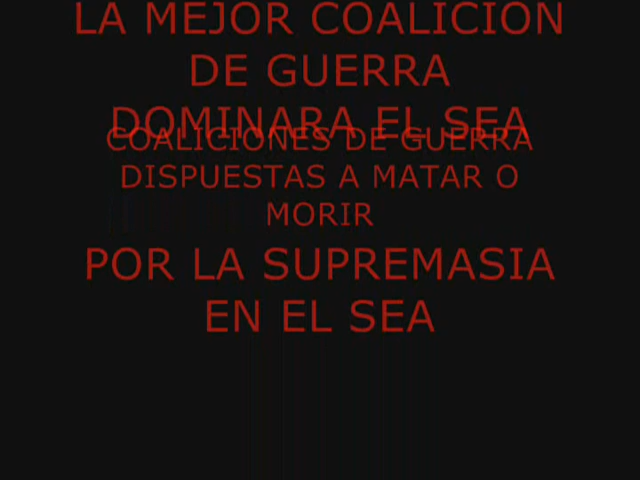 LA MEJOR COALICION
DE GUERRA
DOMINARA EL SEA
COALICIONES DE GUERRA
DISPUESTAS A MATAR O
MORIR
POR LA SUPREMASIA
EN EL SEA